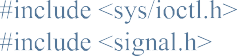 #include <sys/ioctl.h>
#include <signal.h>